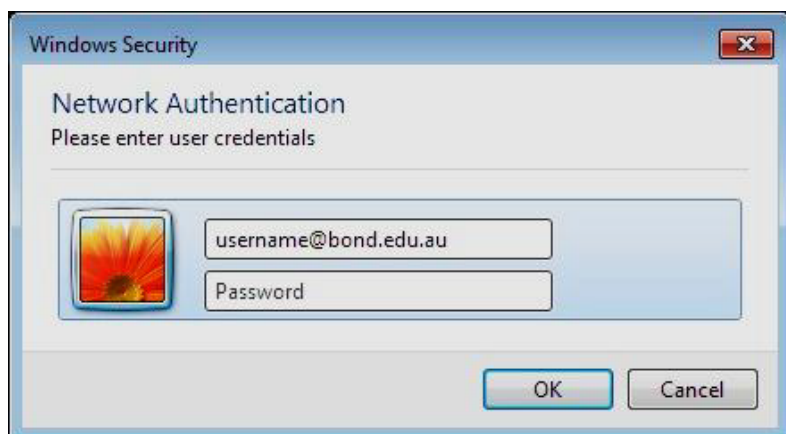 Windows Security
Network Authentication
Please enter user credentials
username@bond.edu.au
Password
OK
Cancel